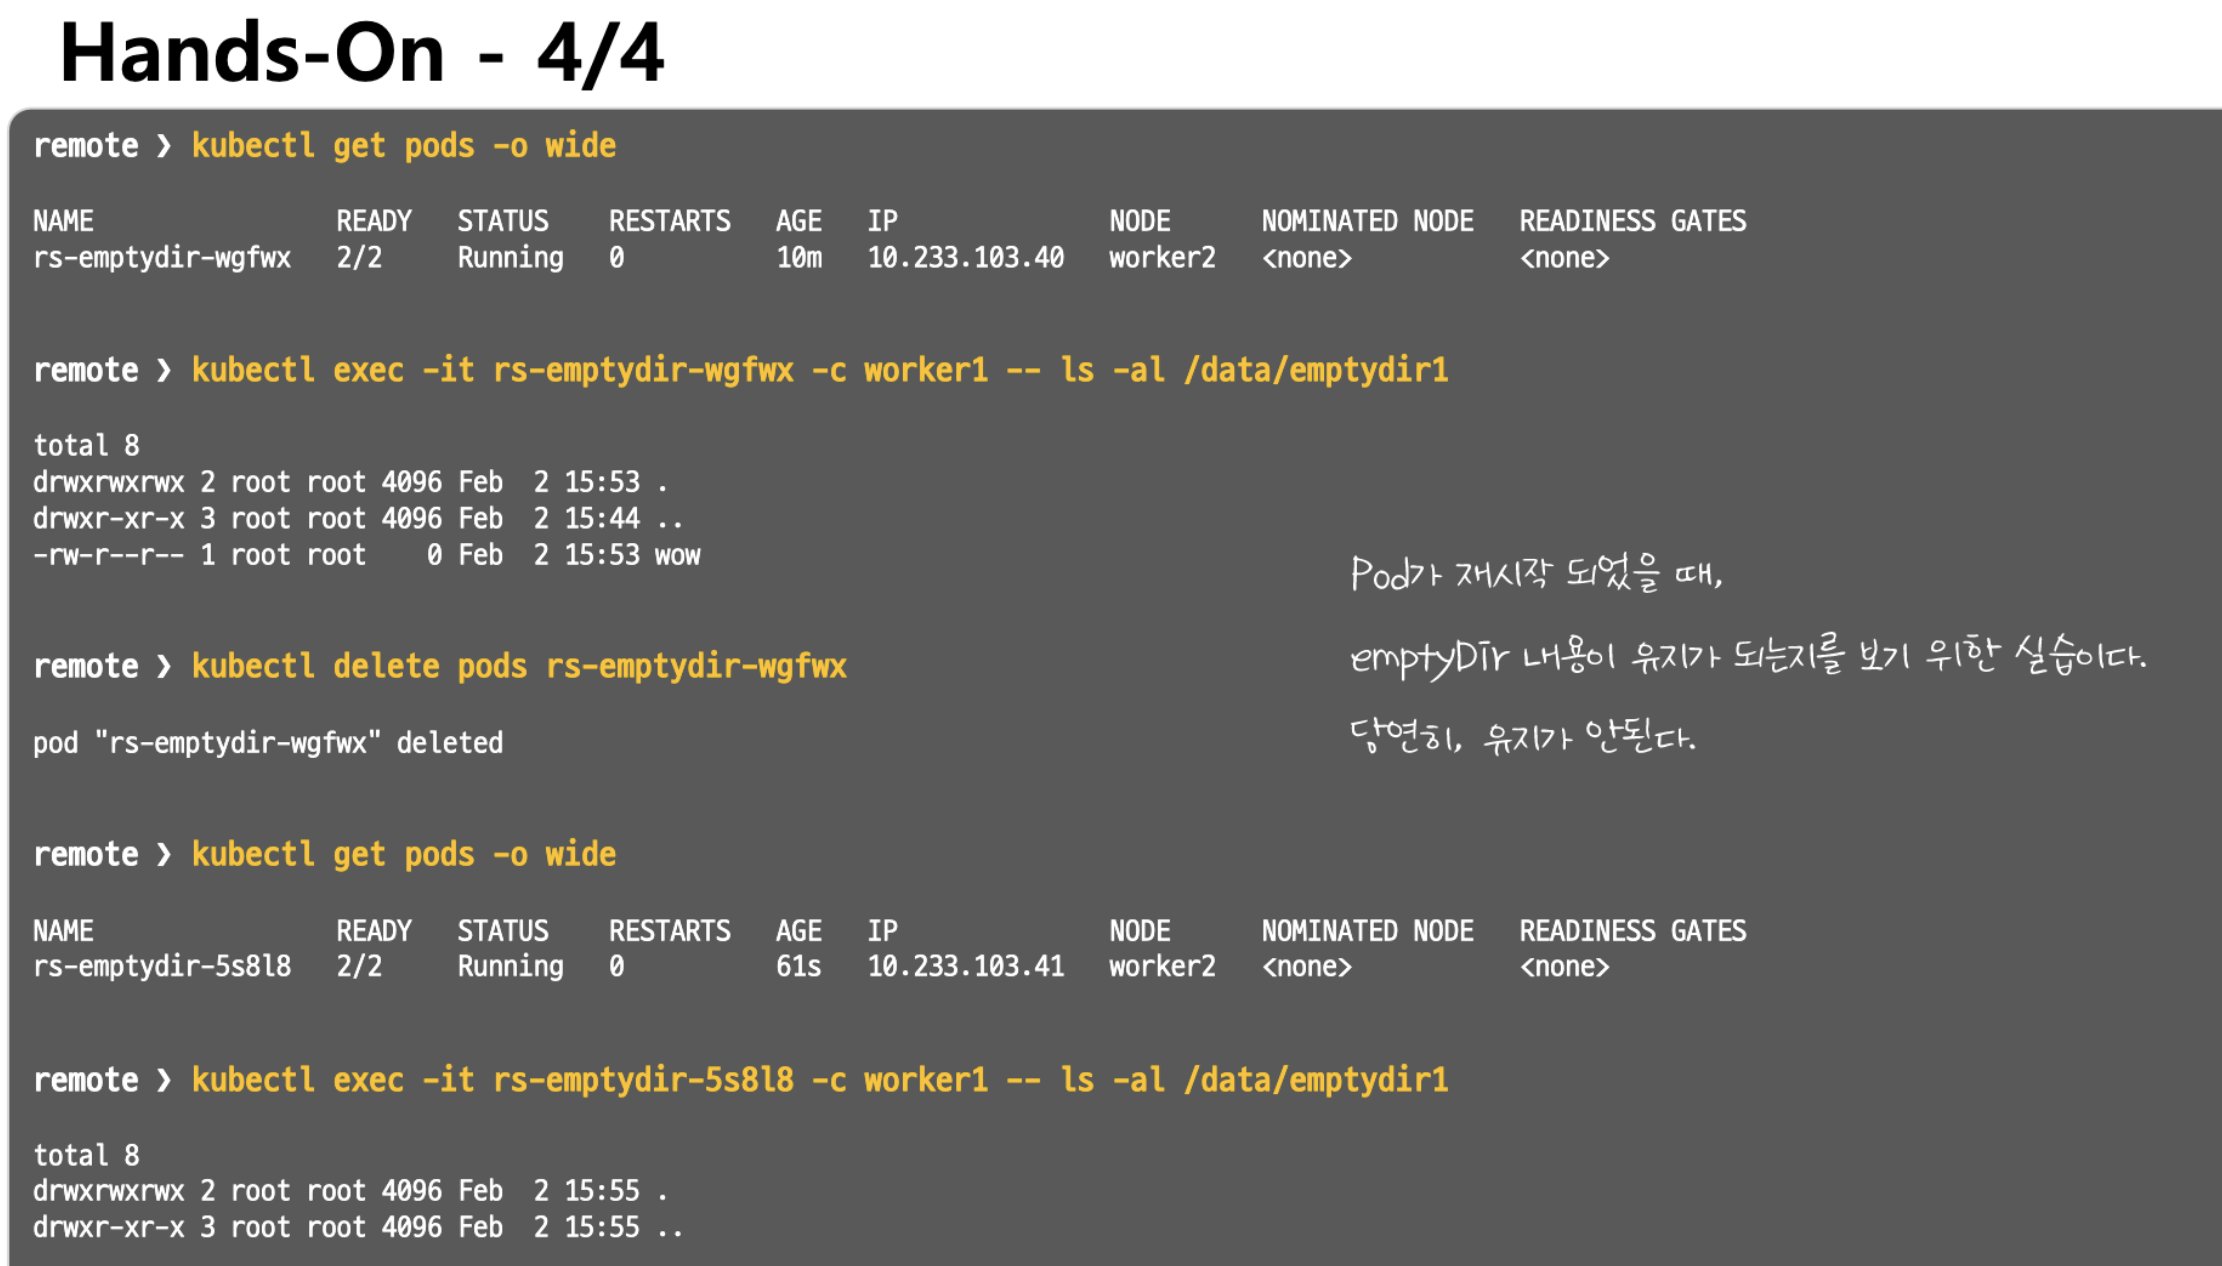 Hands-On - 4/4
remote ❯ kubectl get pods -o wide
NAME                READY   STATUS    RESTARTS   AGE   IP              NODE      NOMINATED NODE   READINESS GATES
rs-emptydir-wgfwx   2/2     Running   0          10m   10.233.103.40   worker2   <none>           <none>
remote ❯ kubectl exec -it rs-emptydir-wgfwx -c worker1 -- ls -al /data/emptydir1
total 8
drwxrwxrwx 2 root root 4096 Feb  2 15:53 .
drwxr-xr-x 3 root root 4096 Feb  2 15:44 ..
-rw-r--r-- 1 root root    0 Feb  2 15:53 wow
Pod가 재시작 되었을 때,
emptyDir 내용이 유지가 되는지를 보기 위한 실습이다.
당연히, 유지가 안된다.
remote ❯ kubectl delete pods rs-emptydir-wgfwx
pod "rs-emptydir-wgfwx" deleted
remote ❯ kubectl get pods -o wide
NAME                READY   STATUS    RESTARTS   AGE   IP              NODE      NOMINATED NODE   READINESS GATES
rs-emptydir-5s8l8   2/2     Running   0          61s   10.233.103.41   worker2   <none>           <none>
remote ❯ kubectl exec -it rs-emptydir-5s8l8 -c worker1 -- ls -al /data/emptydir1
total 8
drwxrwxrwx 2 root root 4096 Feb  2 15:55 .
drwxr-xr-x 3 root root 4096 Feb  2 15:55 ..